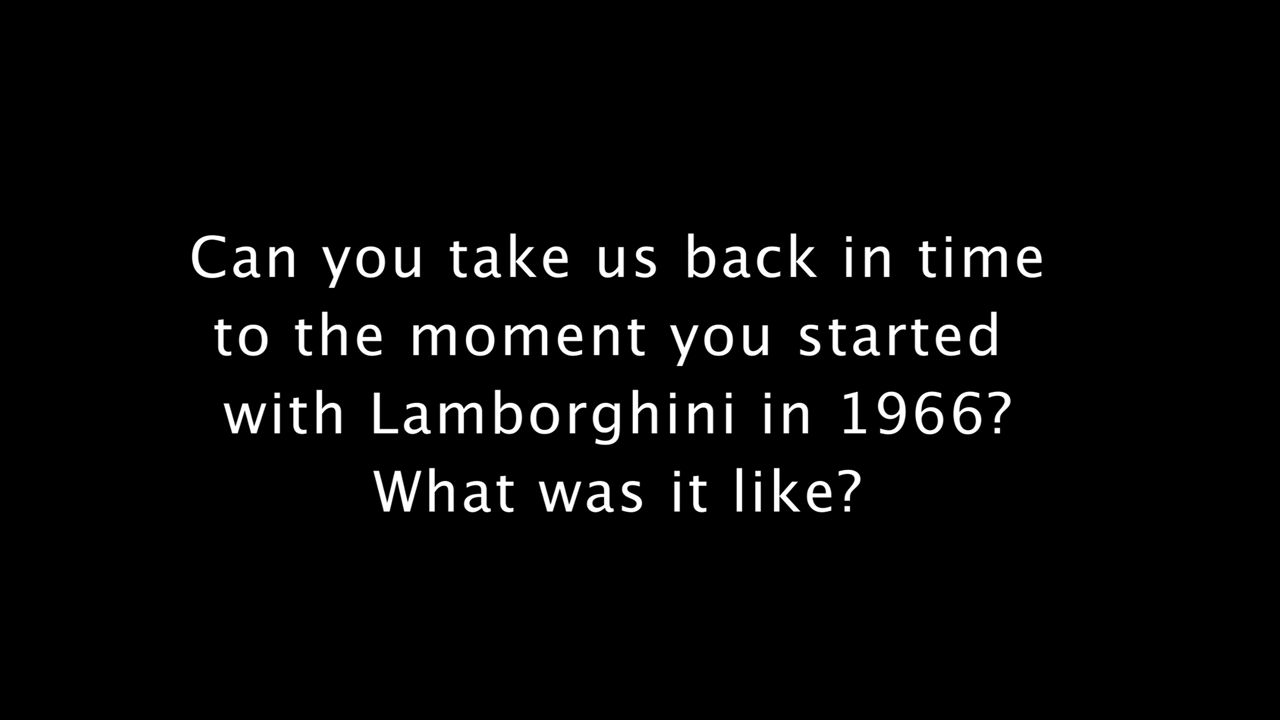 Can you take us back in time
to the moment you started
with Lamborghini in 1966?
What was it like?